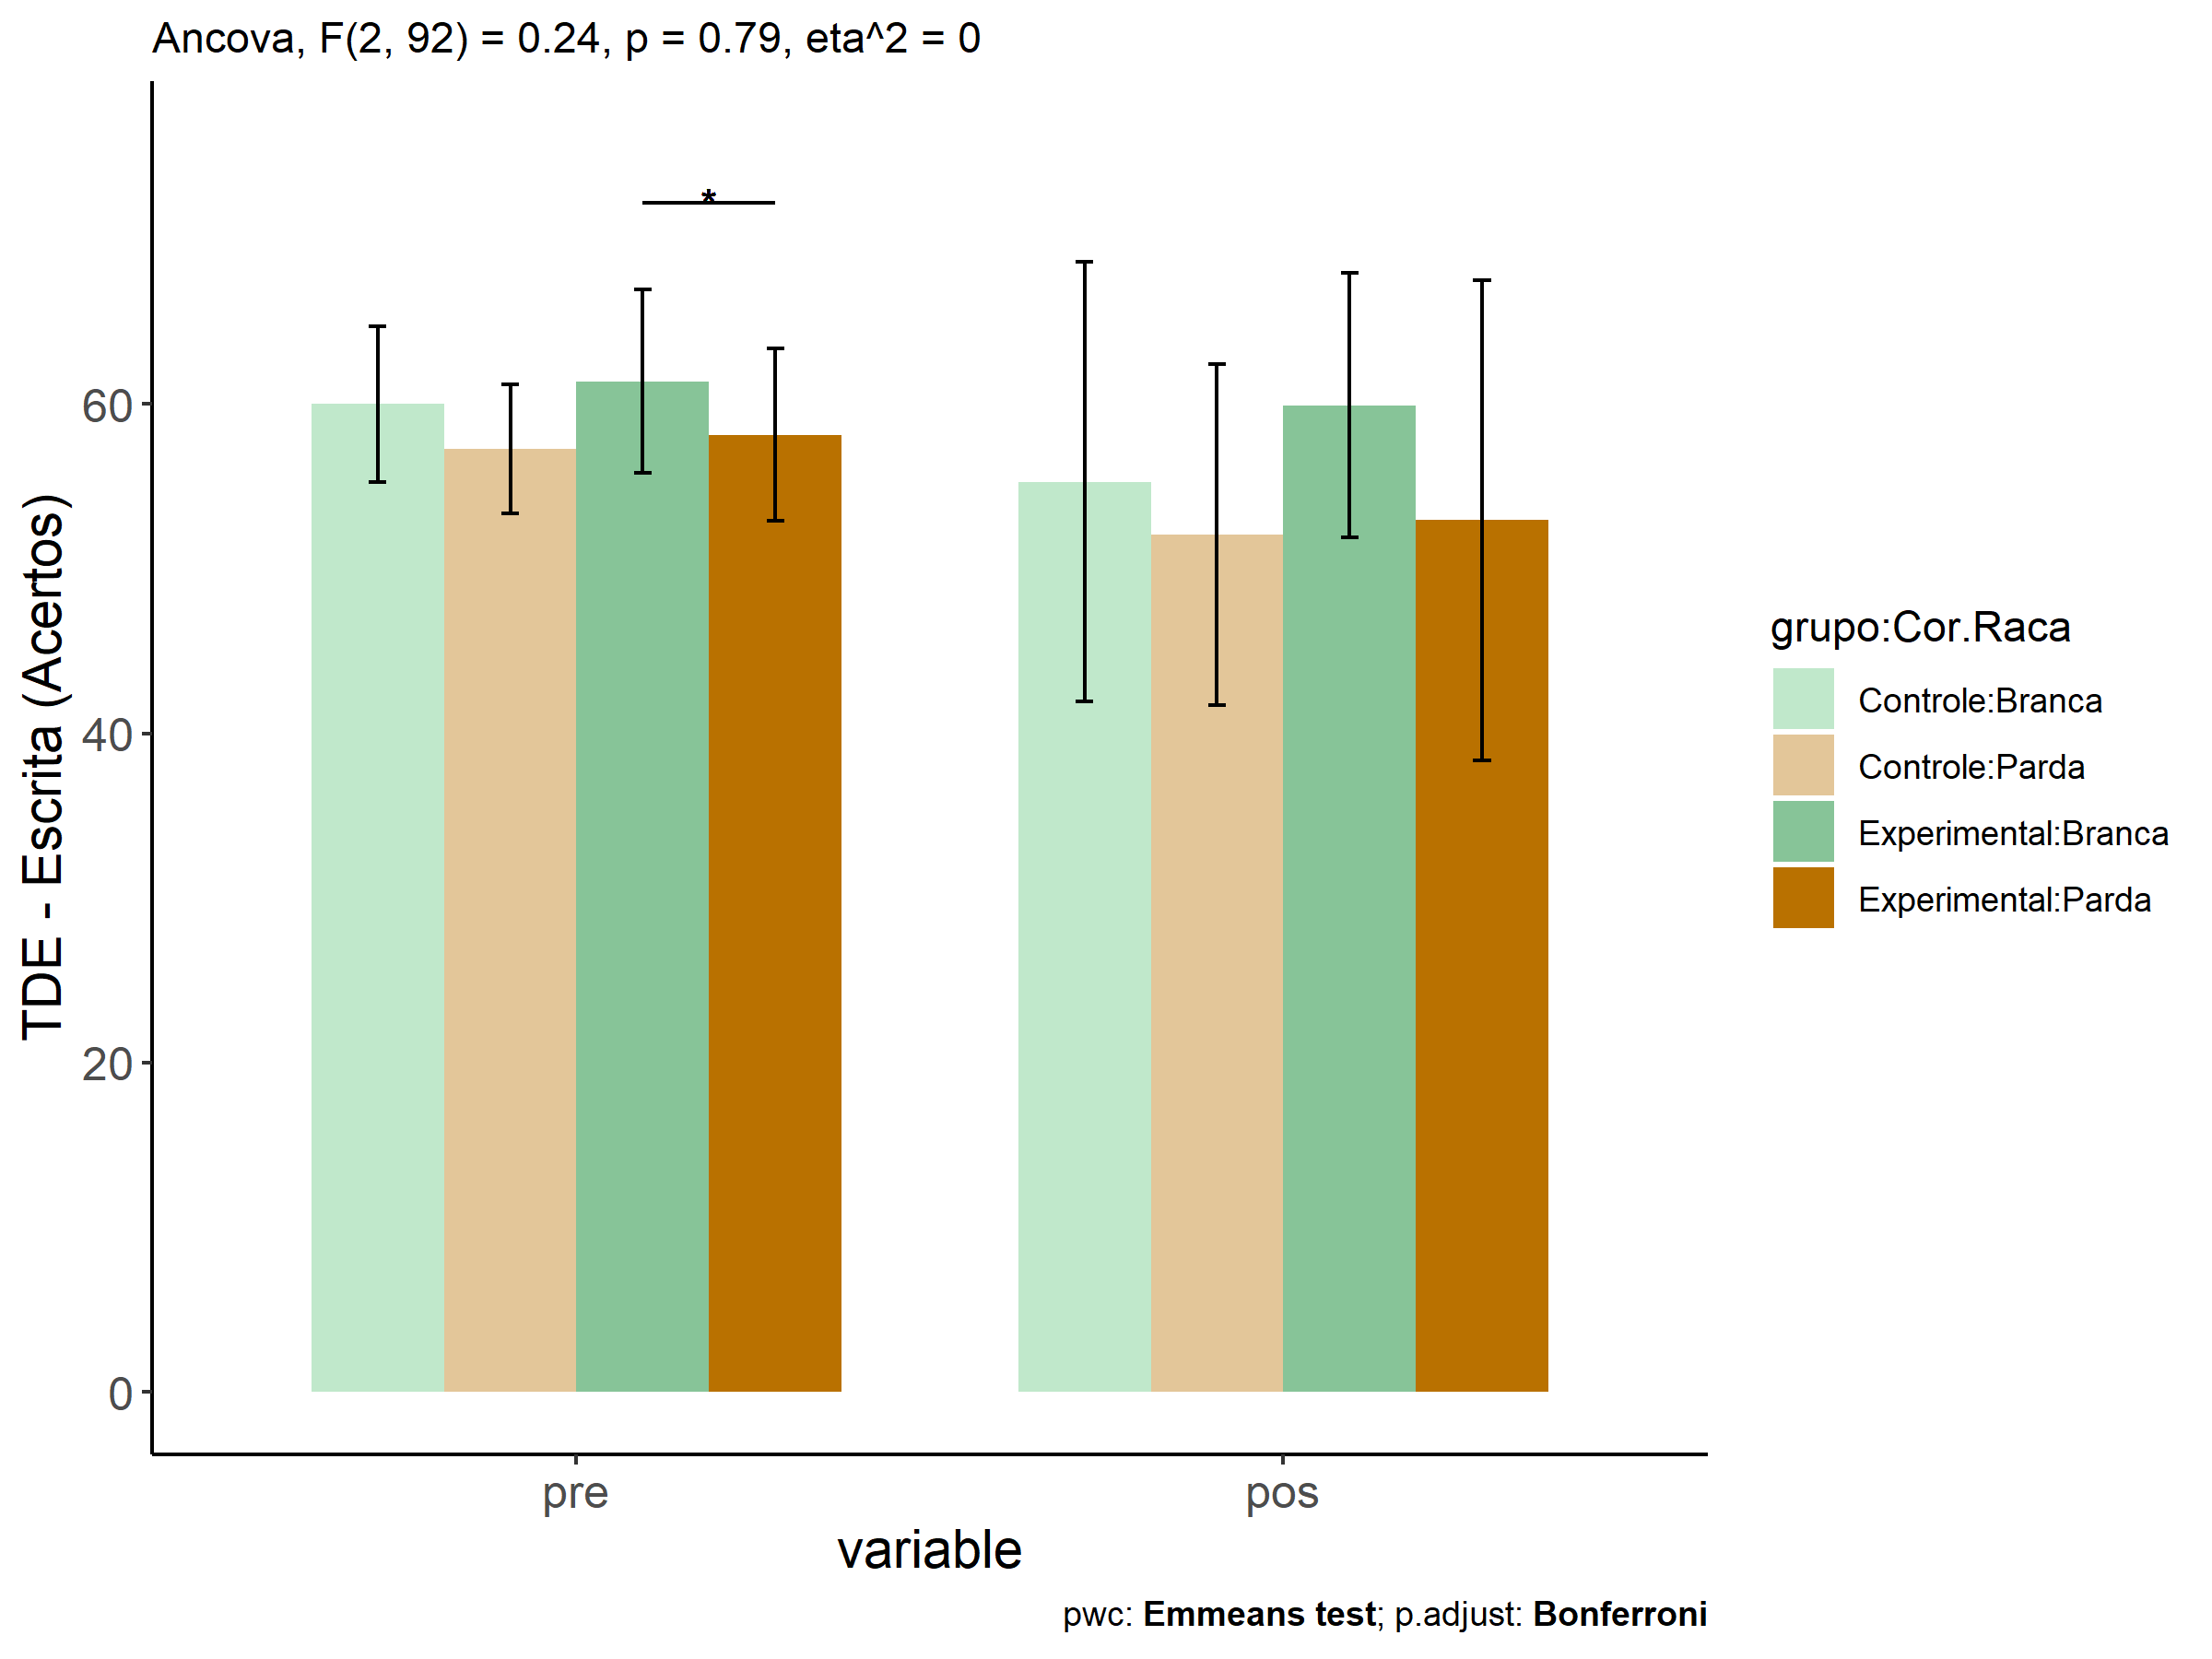 Ancova, F(2, 92) = 0.24, p = 0.79, eta^2 = 0
*
TDE - Escrita (Acertos)
60
40
20
0
pre
pos
variable
grupo:Cor.Raca
Controle:Branca
Controle:Parda
Experimental:Branca
Experimental:Parda
pwc: Emmeans test; p.adjust: Bonferroni